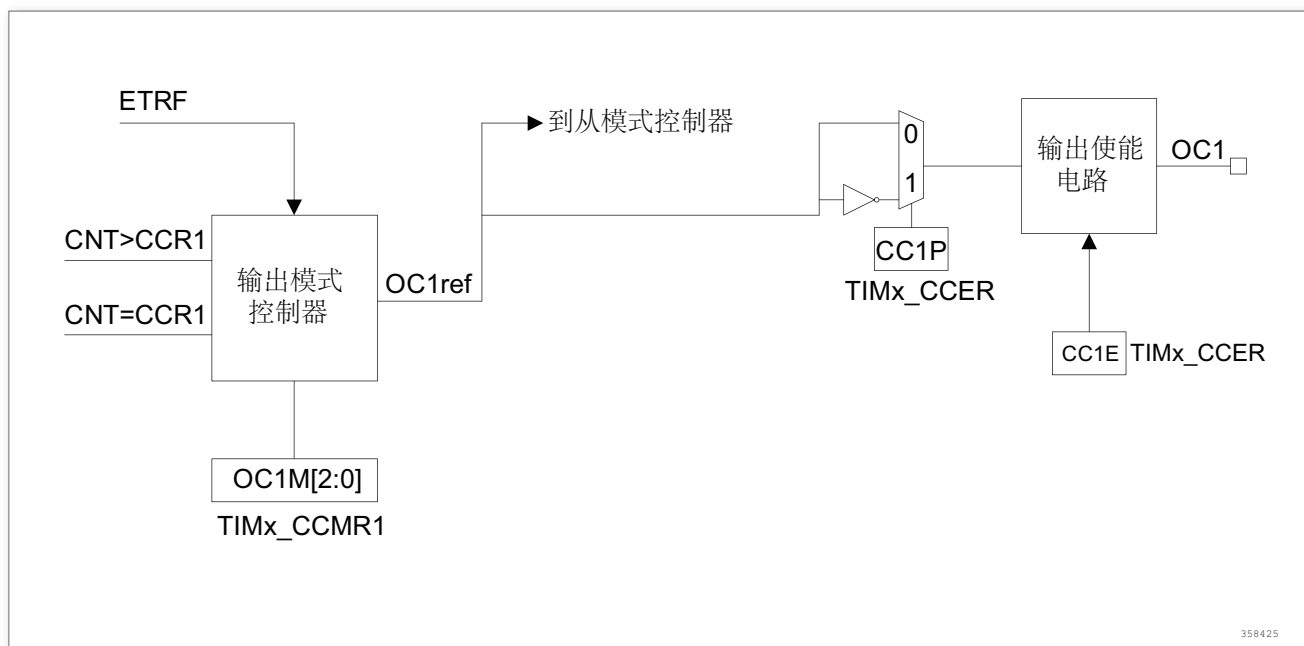 ETRF
到从模式控制器
0
1
输出使能
电路
OC1
CNT>CCR1
CNT=CCR1
输出模式
控制器
OC1ref
CC1P
TIMx_CCER
CC1E
TIMx_CCER
OC1M[2:0]
TIMx_CCMR1
358425